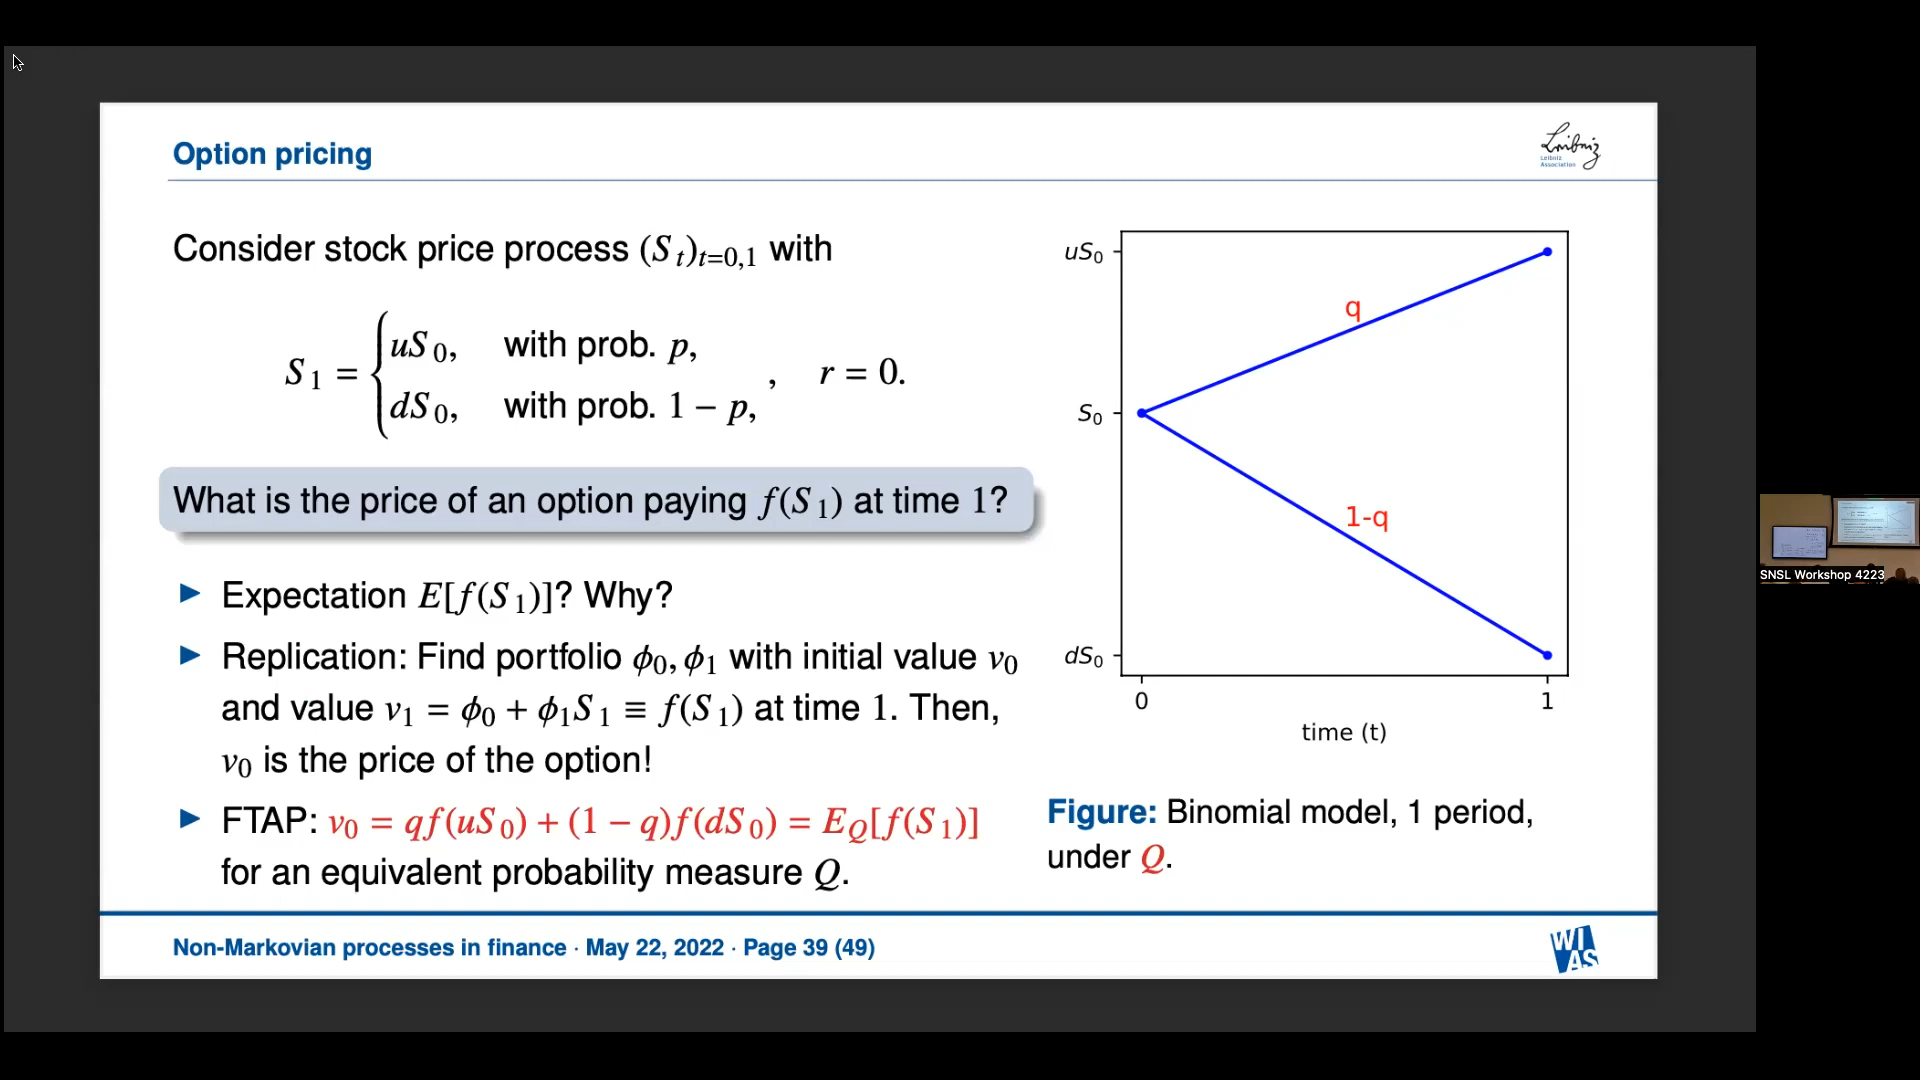 Option pricing
Leibniz
Leibniz
Association
Consider stock price process (S_t)_{t=0,1} with
S_1 = { uS_0, with prob. p,
dS_0, with prob. 1 − p, , r = 0.
What is the price of an option paying f(S_1) at time 1?
▶ Expectation E[f(S_1)]? Why?
▶ Replication: Find portfolio ϕ_0, ϕ_1 with initial value v_0
and value v_1 = ϕ_0 + ϕ_1S_1 ≡ f(S_1) at time 1. Then,
v_0 is the price of the option!
▶ FTAP: v_0 = qf(uS_0) + (1 − q)f(dS_0) = E_Q[f(S_1)]
for an equivalent probability measure Q.
uS_0
q
S_0
1-q
dS_0
0 1
time (t)
Figure: Binomial model, 1 period,
under Q.
Non-Markovian processes in finance · May 22, 2022 · Page 39 (49)
WI
AS
SNSL Workshop 4223